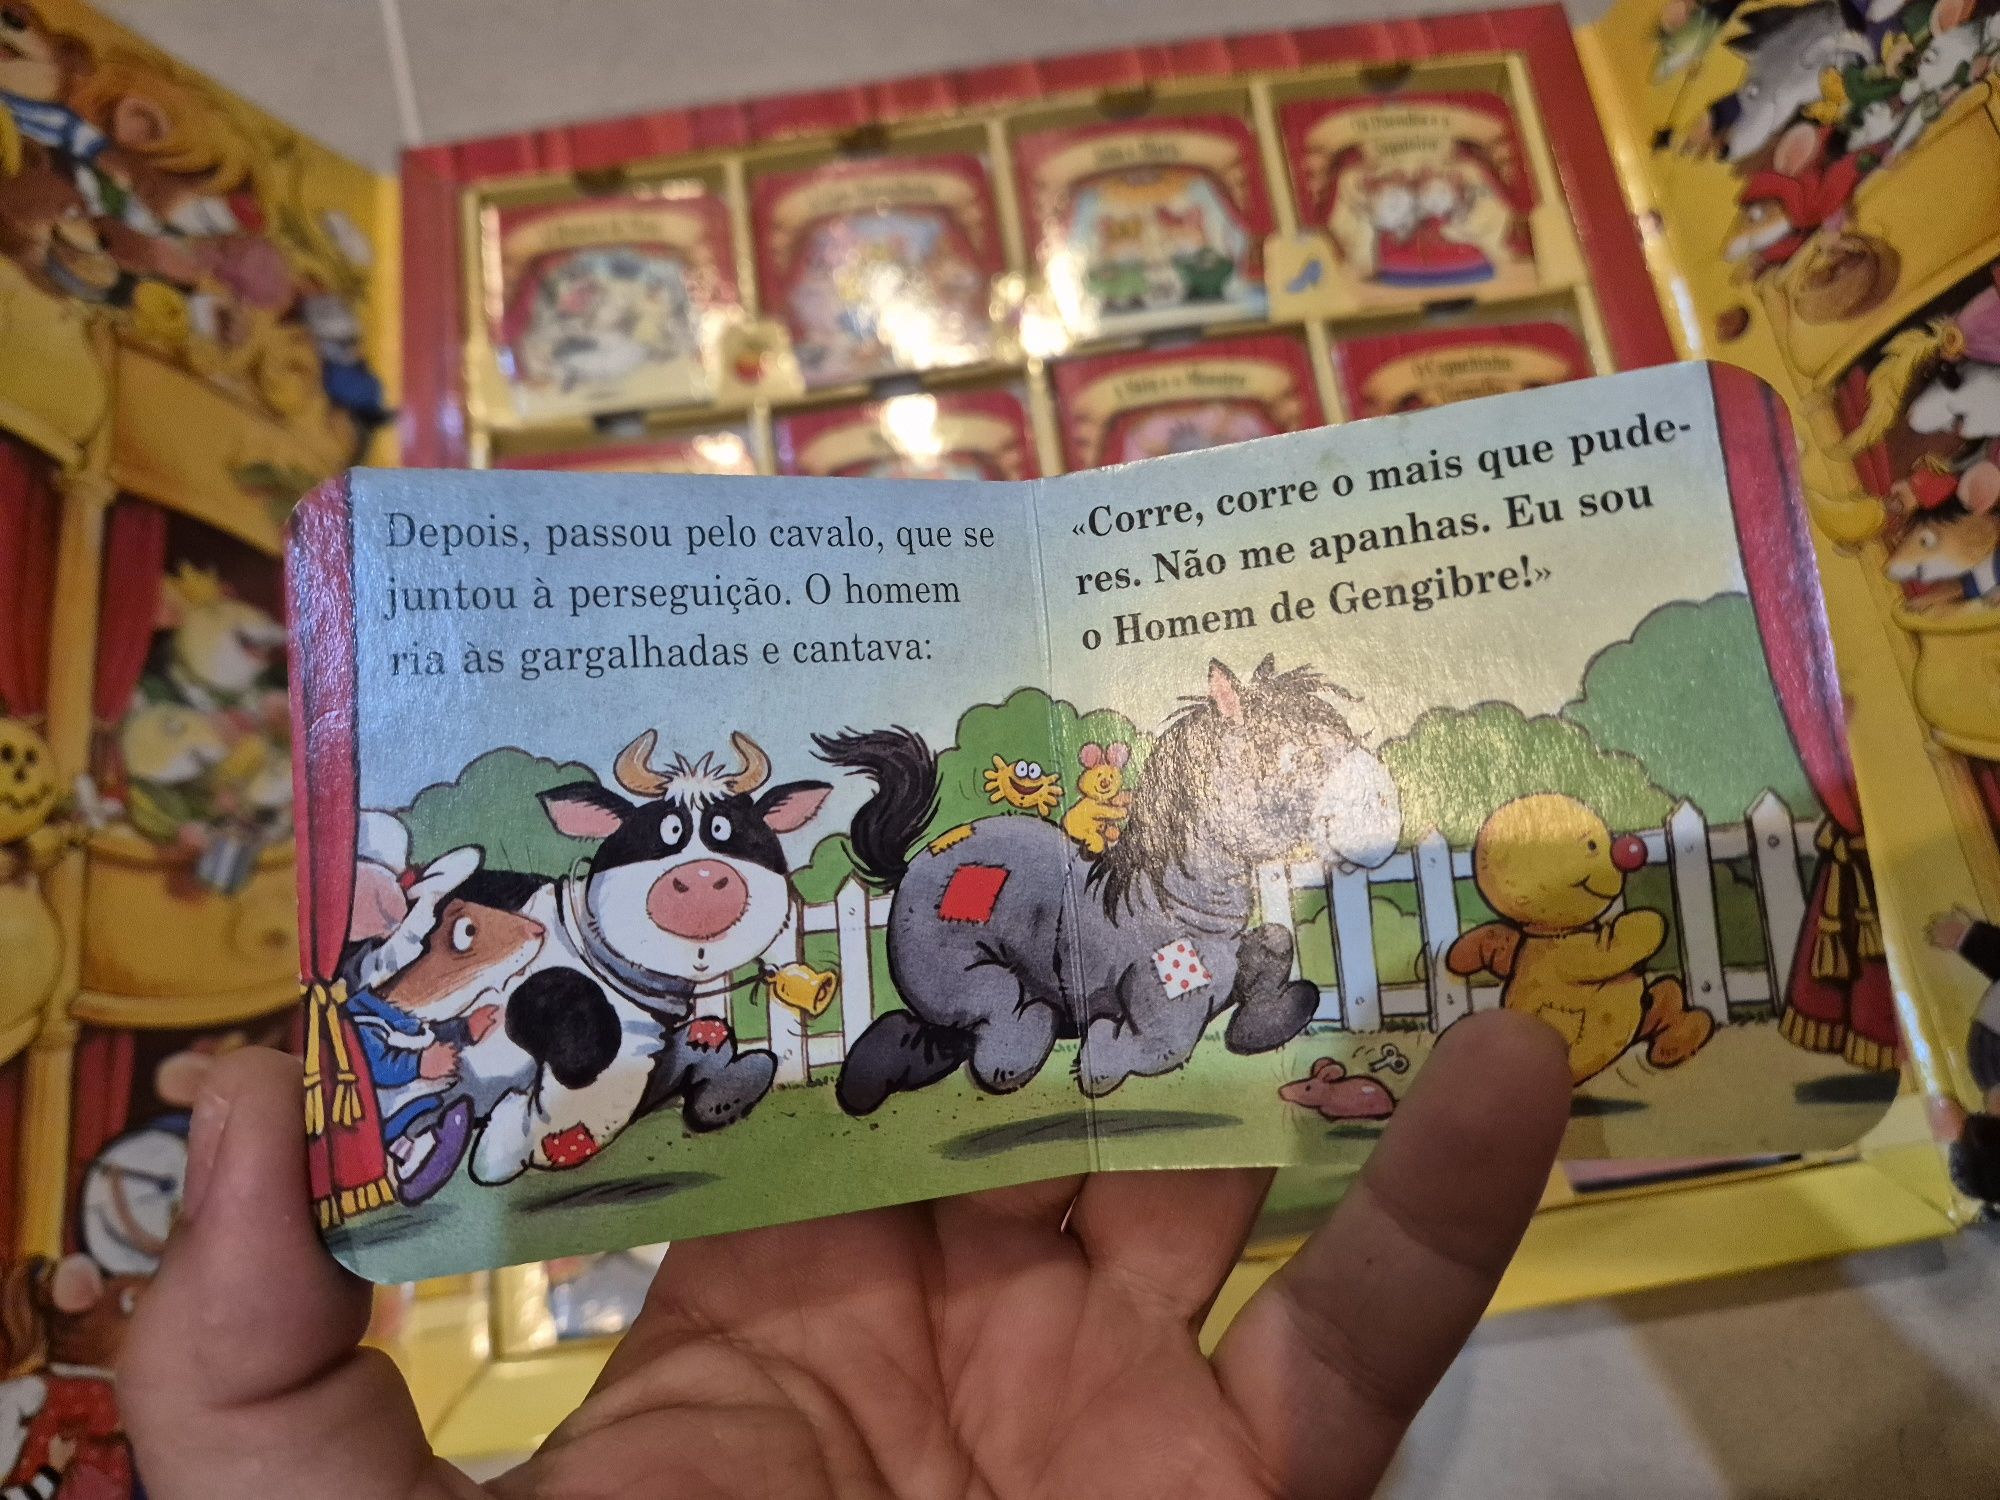 Depois, passou pelo cavalo, que se
juntou à perseguição. O homem
ria às gargalhadas e cantava:
«Corre, corre o mais que pude-
res. Não me apanhas. Eu sou
o Homem de Gengibre!»